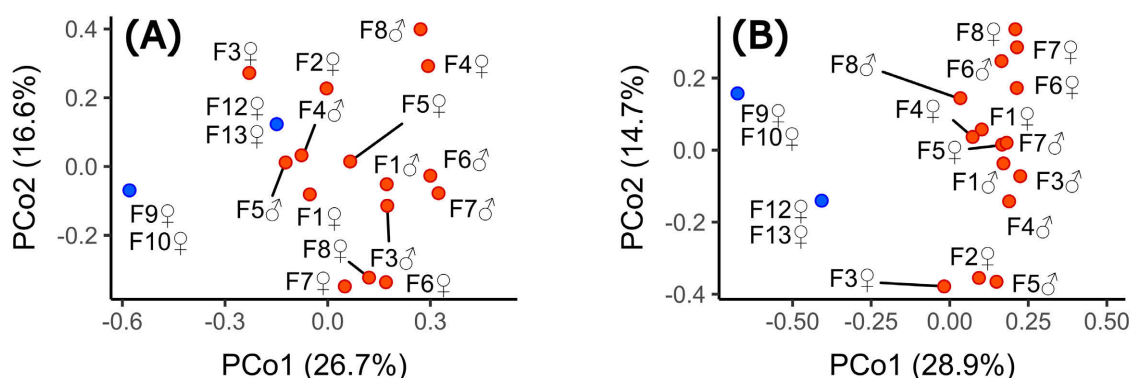 (A)
PCo2 (16.6%)
0.4
0.2
0.0
-0.2
F8♂
F3♀
F2♀
F4♀
F12♀
F13♀
F4♂
F5♀
F1♂
F6♂
F5♂
F1♀
F7♂
F9♀
F10♀
F8♀
F3♂
F7♀
F6♀
-0.6
-0.3
0.0
0.3
PCo1 (26.7%)
(B)
PCo2 (14.7%)
0.2
0.0
-0.2
-0.4
F8♀
F7♀
F8♂
F6♂
F6♀
F9♀
F10♀
F4♀
F1♀
F5♀
F7♂
F1♂
F3♂
F12♀
F13♀
F4♂
F2♀
F3♀
F5♂
-0.50
-0.25
0.00
0.25
0.50
PCo1 (28.9%)